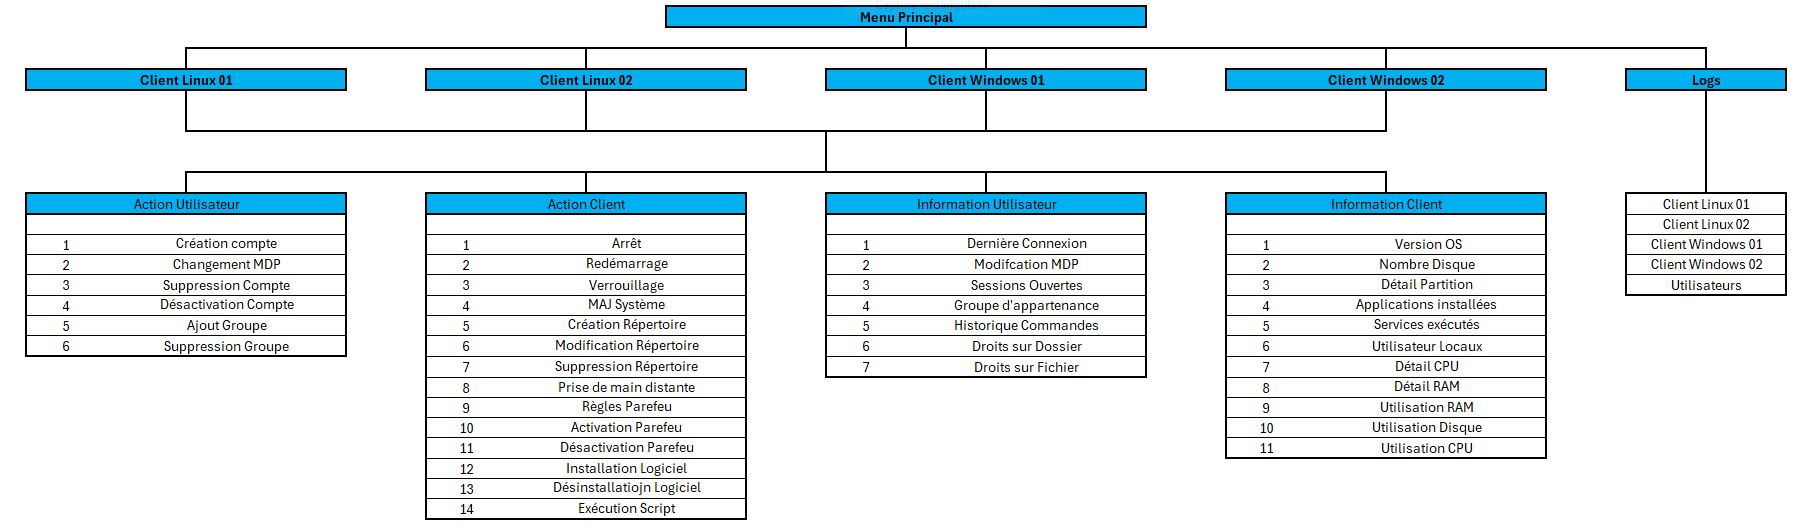 Menu Principal
Client Linux 01
Client Linux 02
Client Windows 01
Client Windows 02
Logs
Action Utilisateur
1 Création compte
2 Changement MDP
3 Suppression Compte
4 Désactivation Compte
5 Ajout Groupe
6 Suppression Groupe
Action Client
1 Arrêt
2 Redémarrage
3 Verrouillage
4 MAJ Système
5 Création Répertoire
6 Modification Répertoire
7 Suppression Répertoire
8 Prise de main distante
9 Règles Parefeu
10 Activation Parefeu
11 Désactivation Parefeu
12 Installation Logiciel
13 Désinstallatiojn Logiciel
14 Exécution Script
Information Utilisateur
1 Dernière Connexion
2 Modifcation MDP
3 Sessions Ouvertes
4 Groupe d'appartenance
5 Historique Commandes
6 Droits sur Dossier
7 Droits sur Fichier
Information Client
1 Version OS
2 Nombre Disque
3 Détail Partition
4 Applications installées
5 Services exécutés
6 Utilisateur Locaux
7 Détail CPU
8 Détail RAM
9 Utilisation RAM
10 Utilisation Disque
11 Utilisation CPU
Client Linux 01
Client Linux 02
Client Windows 01
Client Windows 02
Utilisateurs